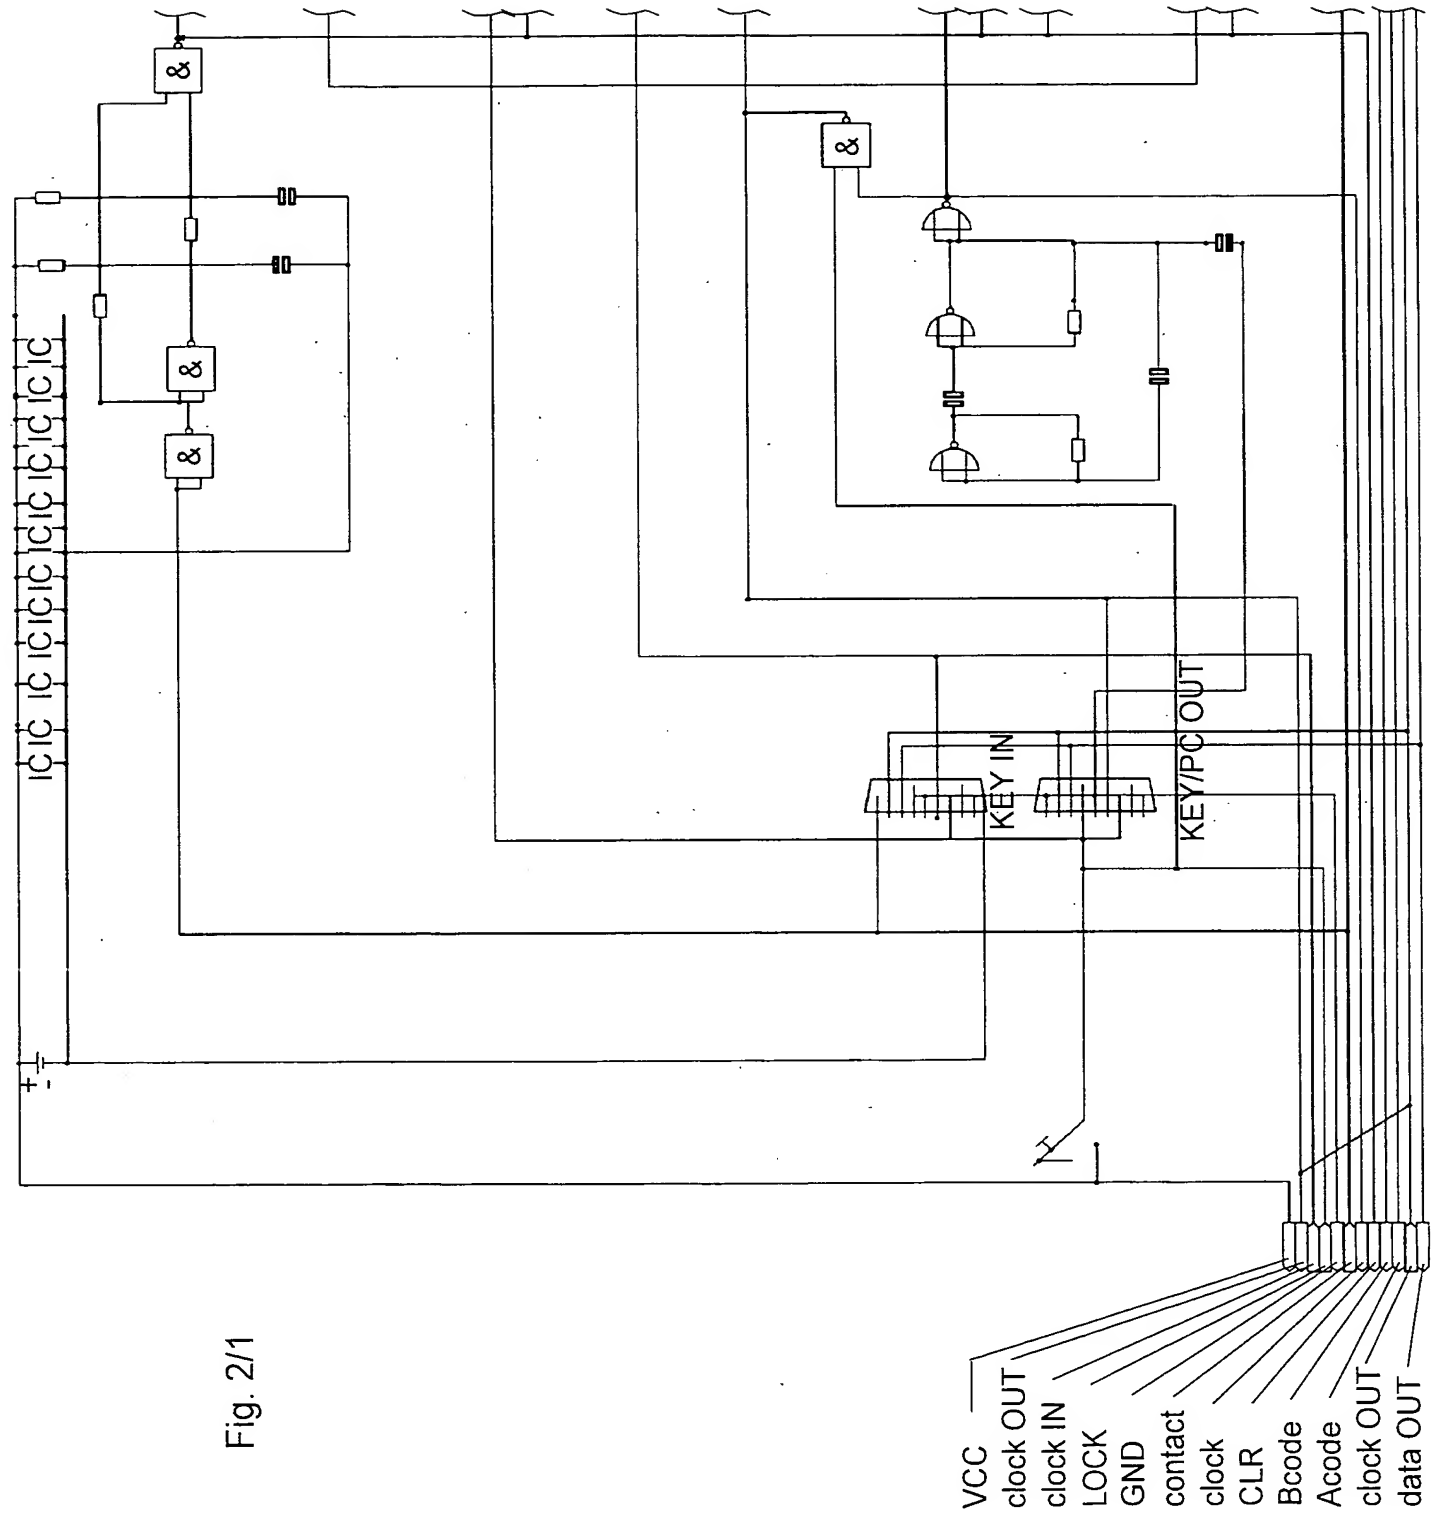 IC IC IC IC IC IC IC IC IC IC IC IC
+
-
&
&
&
&
KEY IN
KEY/PC OUT
Fig. 2/1
VCC
clock OUT
clock IN
LOCK
GND
contact
clock
CLR
Bcode
Acode
clock OUT
data OUT